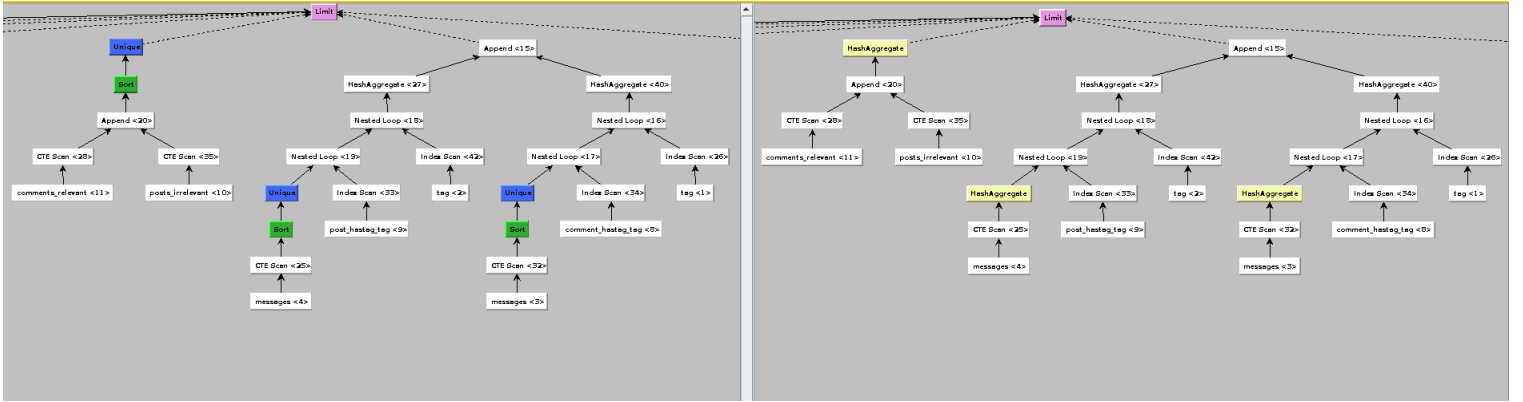 Limit
Unique
Append <15>
Sort
HashAggregate <27>
HashAggregate <40>
Append <20>
Nested Loop <18>
Nested Loop <16>
CTE Scan <28>
CTE Scan <35>
Nested Loop <19>
Index Scan <42>
Nested Loop <17>
Index Scan <26>
comments_relevant <11>
posts_irrelevant <10>
Unique
Index Scan <33>
tag <2>
Unique
Index Scan <34>
tag <1>
Sort
post_hastag_tag <9>
Sort
comment_hastag_tag <8>
CTE Scan <25>
CTE Scan <32>
messages <4>
messages <3>
Limit
HashAggregate
Append <15>
Append <20>
HashAggregate <27>
HashAggregate <40>
CTE Scan <28>
CTE Scan <35>
Nested Loop <18>
Nested Loop <16>
comments_relevant <11>
posts_irrelevant <10>
Nested Loop <19>
Index Scan <42>
Nested Loop <17>
Index Scan <26>
HashAggregate
Index Scan <33>
tag <2>
HashAggregate
Index Scan <34>
tag <1>
CTE Scan <25>
post_hastag_tag <9>
CTE Scan <32>
comment_hastag_tag <8>
messages <4>
messages <3>